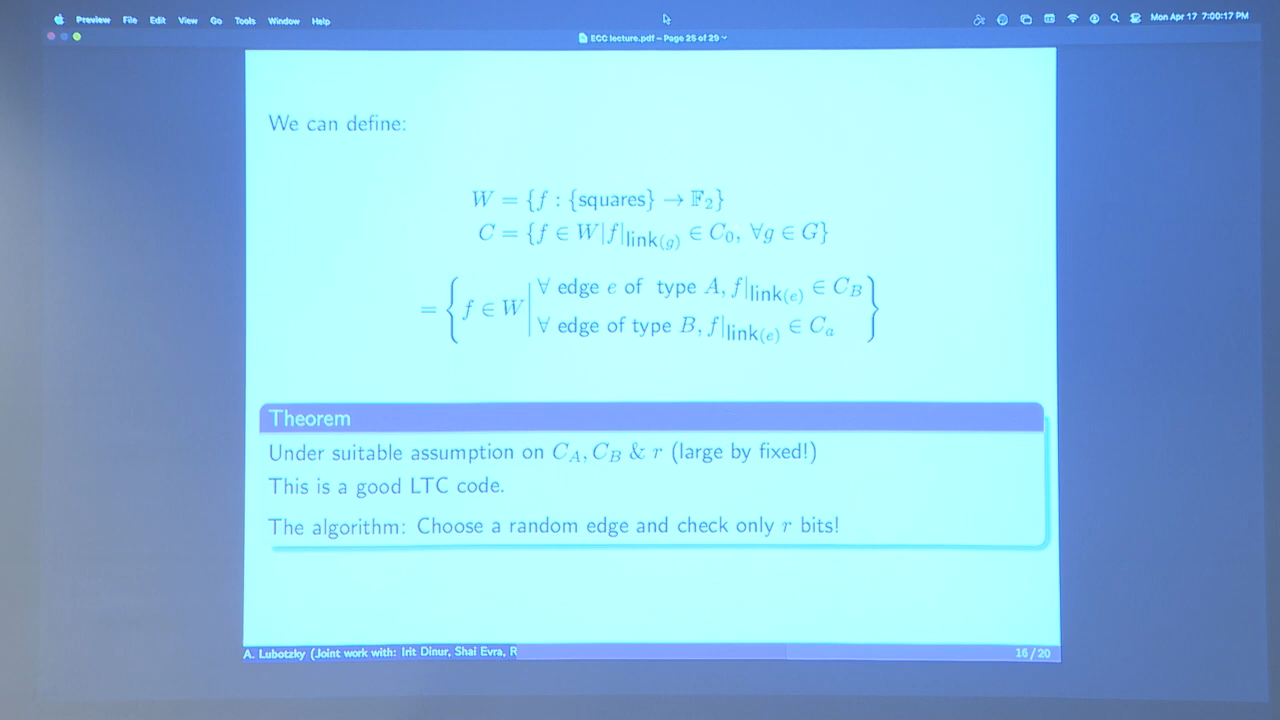 Preview File Edit View Go Tools Window Help Mon Apr 17 7:00:17 PM
ECC lecture.pdf – Page 25 of 29
We can define:
W = {f : {squares} → 𝔽₂}
C = {f ∈ W|f|link(g) ∈ C₀, ∀g ∈ G}
= { f ∈ W | ∀ edge e of type A, f|link(e) ∈ C_B
∀ edge of type B, f|link(e) ∈ C_a }
Theorem
Under suitable assumption on C_A, C_B & r (large by fixed!)
This is a good LTC code.
The algorithm: Choose a random edge and check only r bits!
A. Lubotzky (Joint work with: Irit Dinur, Shai Evra, R 16 / 20